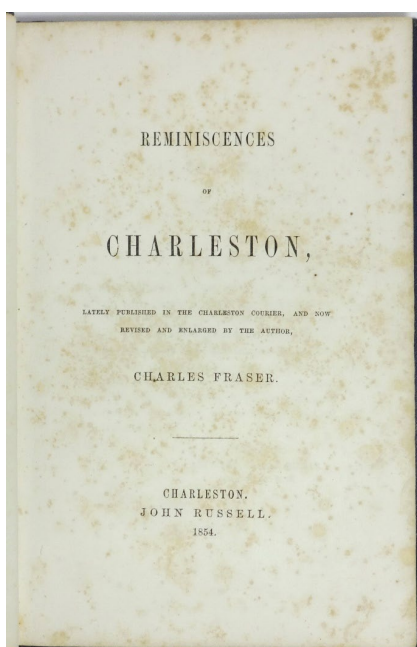 REMINISCENCES
OF
CHARLESTON,
LATELY PUBLISHED IN THE CHARLESTON COURIER, AND NOW
REVISED AND ENLARGED BY THE AUTHOR,
CHARLES FRASER.
CHARLESTON.
JOHN RUSSELL.
1854.